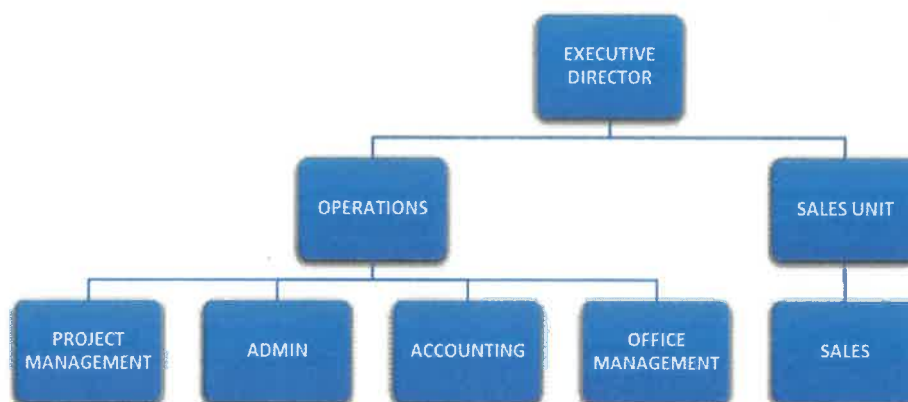 EXECUTIVE
DIRECTOR
OPERATIONS
SALES UNIT
PROJECT
MANAGEMENT
ADMIN
ACCOUNTING
OFFICE
MANAGEMENT
SALES